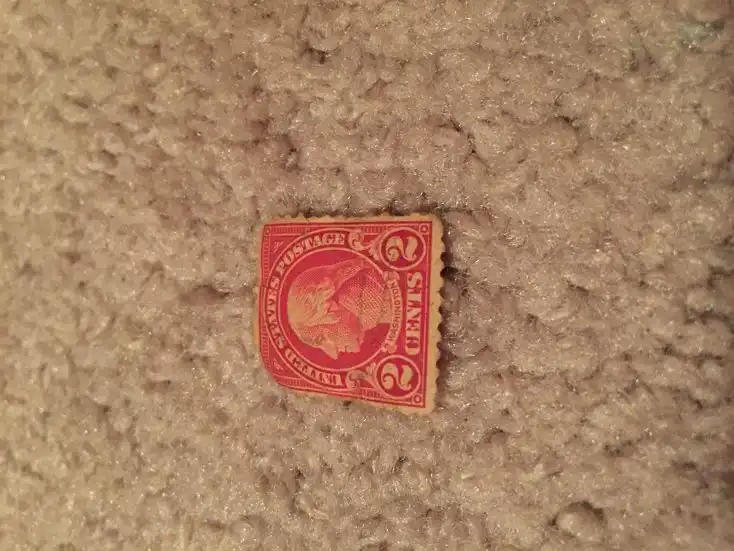 UNITED STATES POSTAGE
WASHINGTON
2 CENTS 2